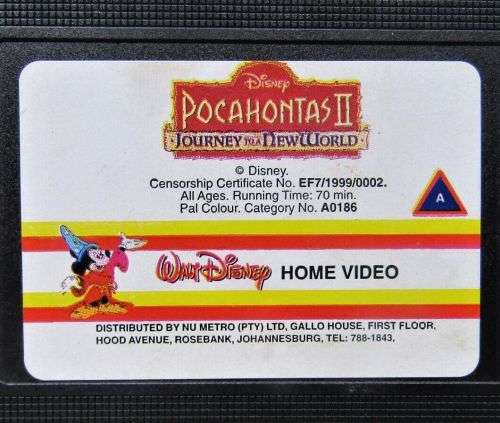 Disney
POCAHONTAS II
JOURNEY TO A NEW WORLD
© Disney.
Censorship Certificate No. EF7/1999/0002.
All Ages. Running Time: 70 min.
Pal Colour. Category No. A0186
A
WALT DISNEY HOME VIDEO
DISTRIBUTED BY NU METRO (PTY) LTD, GALLO HOUSE, FIRST FLOOR,
HOOD AVENUE, ROSEBANK, JOHANNESBURG, TEL: 788-1843.